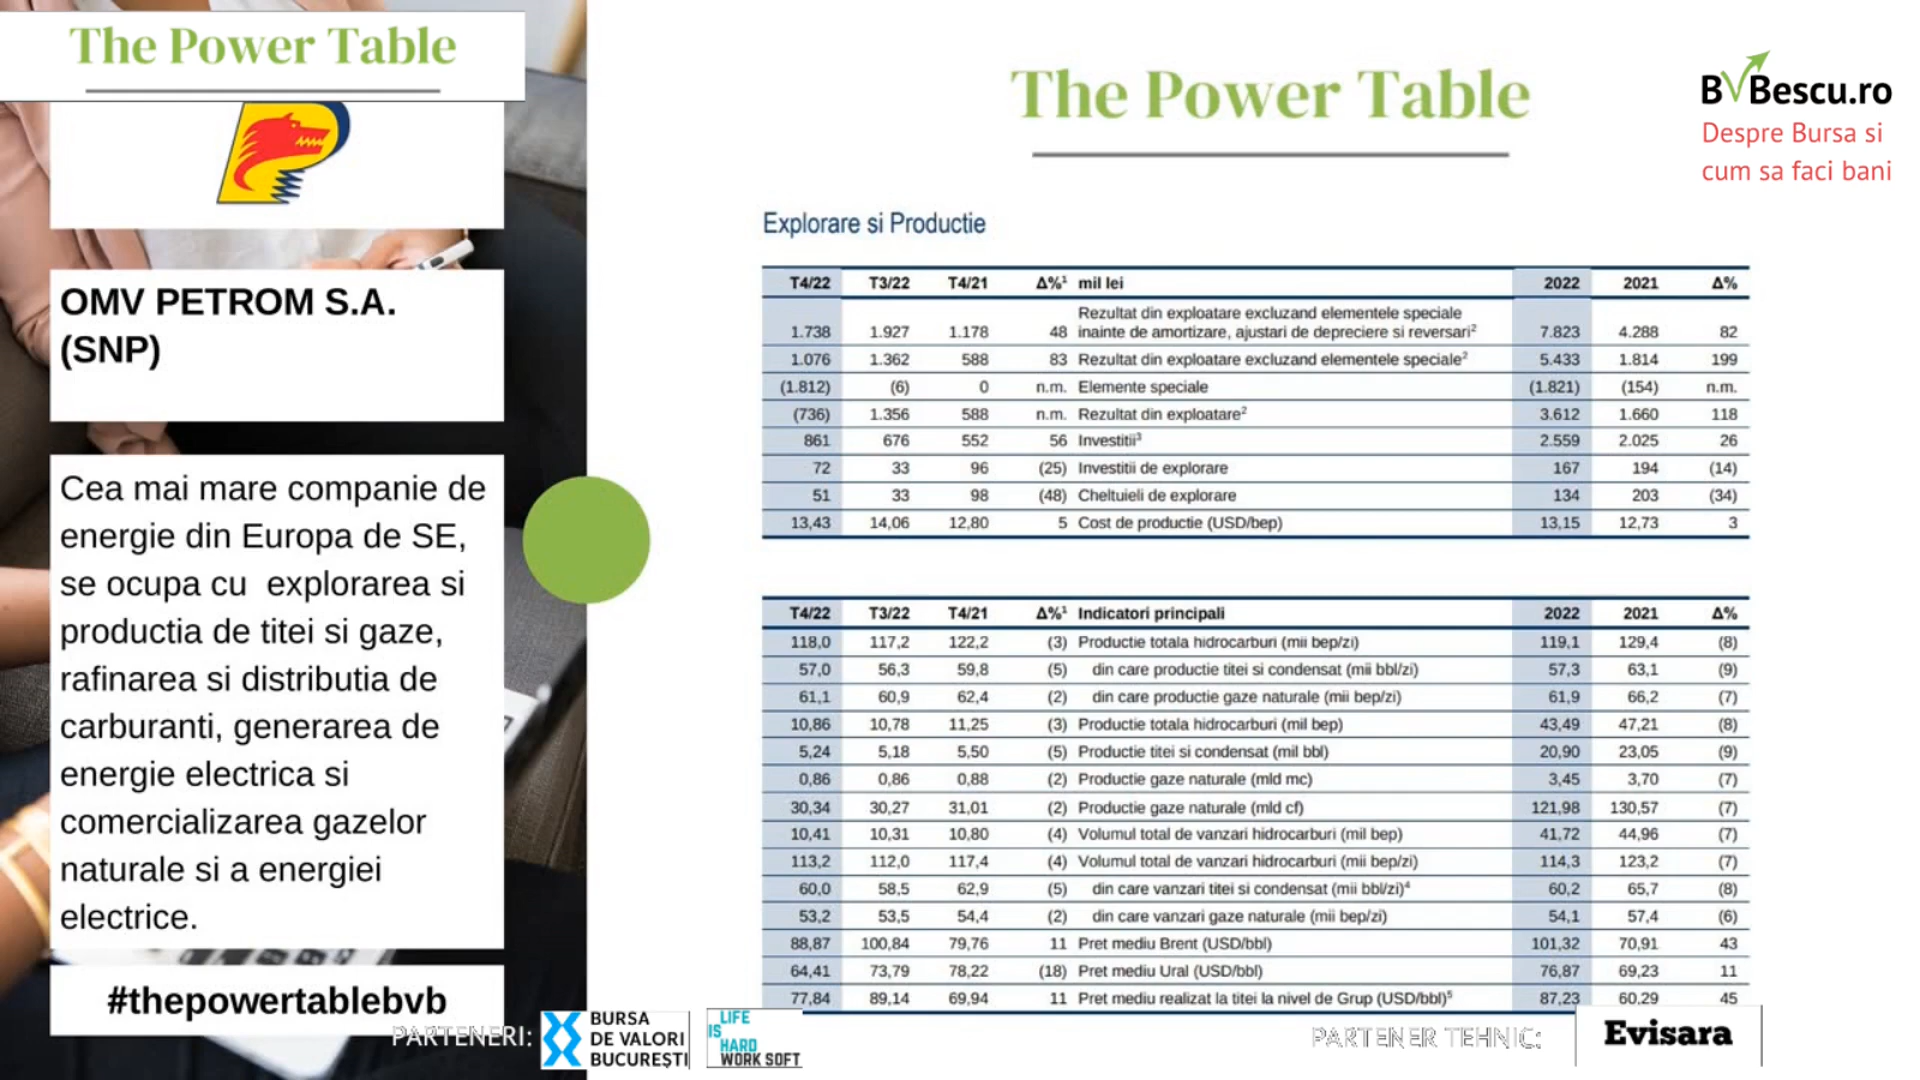 The Power Table
OMV PETROM S.A.
(SNP)
Cea mai mare companie de
energie din Europa de SE,
se ocupa cu explorarea si
productia de titei si gaze,
rafinarea si distributia de
carburanti, generarea de
energie electrica si
comercializarea gazelor
naturale si a energiei
electrice.
#thepowertablebvb
The Power Table
BVBescu.ro
Despre Bursa si
cum sa faci bani
Explorare si Productie
T4/22 T3/22 T4/21 Δ%¹ mil lei 2022 2021 Δ%
Rezultat din exploatare excluzand elementele speciale
1.738 1.927 1.178 48 inainte de amortizare, ajustari de depreciere si reversari² 7.823 4.288 82
1.076 1.362 588 83 Rezultat din exploatare excluzand elementele speciale² 5.433 1.814 199
(1.812) (6) 0 n.m. Elemente speciale (1.821) (154) n.m.
(736) 1.356 588 n.m. Rezultat din exploatare² 3.612 1.660 118
861 676 552 56 Investitii³ 2.559 2.025 26
72 33 96 (25) Investitii de explorare 167 194 (14)
51 33 98 (48) Cheltuieli de explorare 134 203 (34)
13,43 14,06 12,80 5 Cost de productie (USD/bep) 13,15 12,73 3
T4/22 T3/22 T4/21 Δ%¹ Indicatori principali 2022 2021 Δ%
118,0 117,2 122,2 (3) Productie totala hidrocarburi (mii bep/zi) 119,1 129,4 (8)
57,0 56,3 59,8 (5) din care productie titei si condensat (mii bbl/zi) 57,3 63,1 (9)
61,1 60,9 62,4 (2) din care productie gaze naturale (mii bep/zi) 61,9 66,2 (7)
10,86 10,78 11,25 (3) Productie totala hidrocarburi (mil bep) 43,49 47,21 (8)
5,24 5,18 5,50 (5) Productie titei si condensat (mil bbl) 20,90 23,05 (9)
0,86 0,86 0,88 (2) Productie gaze naturale (mld mc) 3,45 3,70 (7)
30,34 30,27 31,01 (2) Productie gaze naturale (mld cf) 121,98 130,57 (7)
10,41 10,31 10,80 (4) Volumul total de vanzari hidrocarburi (mil bep) 41,72 44,96 (7)
113,2 112,0 117,4 (4) Volumul total de vanzari hidrocarburi (mii bep/zi) 114,3 123,2 (7)
60,0 58,5 62,9 (5) din care vanzari titei si condensat (mii bbl/zi)⁴ 60,2 65,7 (8)
53,2 53,5 54,4 (2) din care vanzari gaze naturale (mii bep/zi) 54,1 57,4 (6)
88,87 100,84 79,76 11 Pret mediu Brent (USD/bbl) 101,32 70,91 43
64,41 73,79 78,22 (18) Pret mediu Ural (USD/bbl) 76,87 69,23 11
77,84 89,14 69,94 11 Pret mediu realizat la titei la nivel de Grup (USD/bbl)⁵ 87,23 60,29 45
PARTENERI:
BURSA
DE VALORI
BUCUREȘTI
LIFE
IS
HARD
WORK SOFT
PARTENER TEHNIC:
Evisara